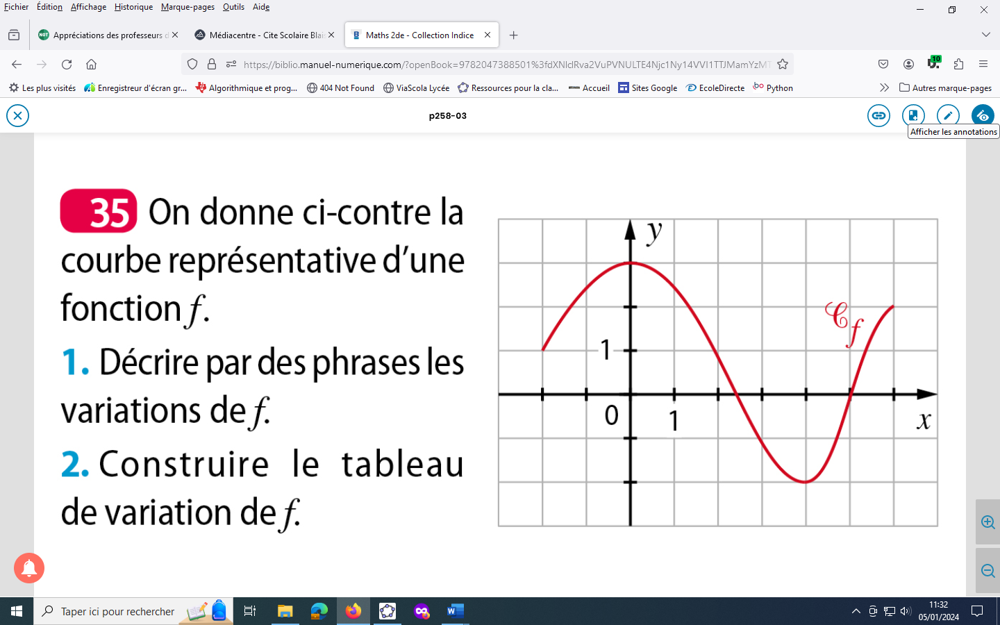 Fichier Édition Affichage Historique Marque-pages Outils Aide
Appréciations des professeurs d
Médiacentre - Cite Scolaire Blais
Maths 2de - Collection Indice
https://biblio.manuel-numerique.com/?openBook=9782047388501%3fdXNlclRva2VuPVNULTE4Njc1Ny14VVI1TTJMamYzMT
10
Les plus visités
Enregistreur d'écran gr...
Algorithmique et prog...
404 Not Found
ViaScola Lycée
Ressources pour la cla...
Accueil
Sites Google
EcoleDirecte
Python
Autres marque-pages
p258-03
Afficher les annotations
35 On donne ci-contre la
courbe représentative d'une
fonction f.
1. Décrire par des phrases les
variations de f.
2. Construire le tableau
de variation de f.
y
𝒞f
1
0
1
x
Taper ici pour rechercher
11:32
05/01/2024